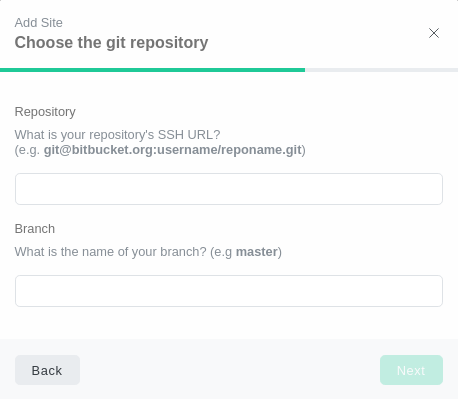 Add Site
Choose the git repository
Repository
What is your repository's SSH URL?
(e.g. git@bitbucket.org:username/reponame.git)
Branch
What is the name of your branch? (e.g master)
Back
Next